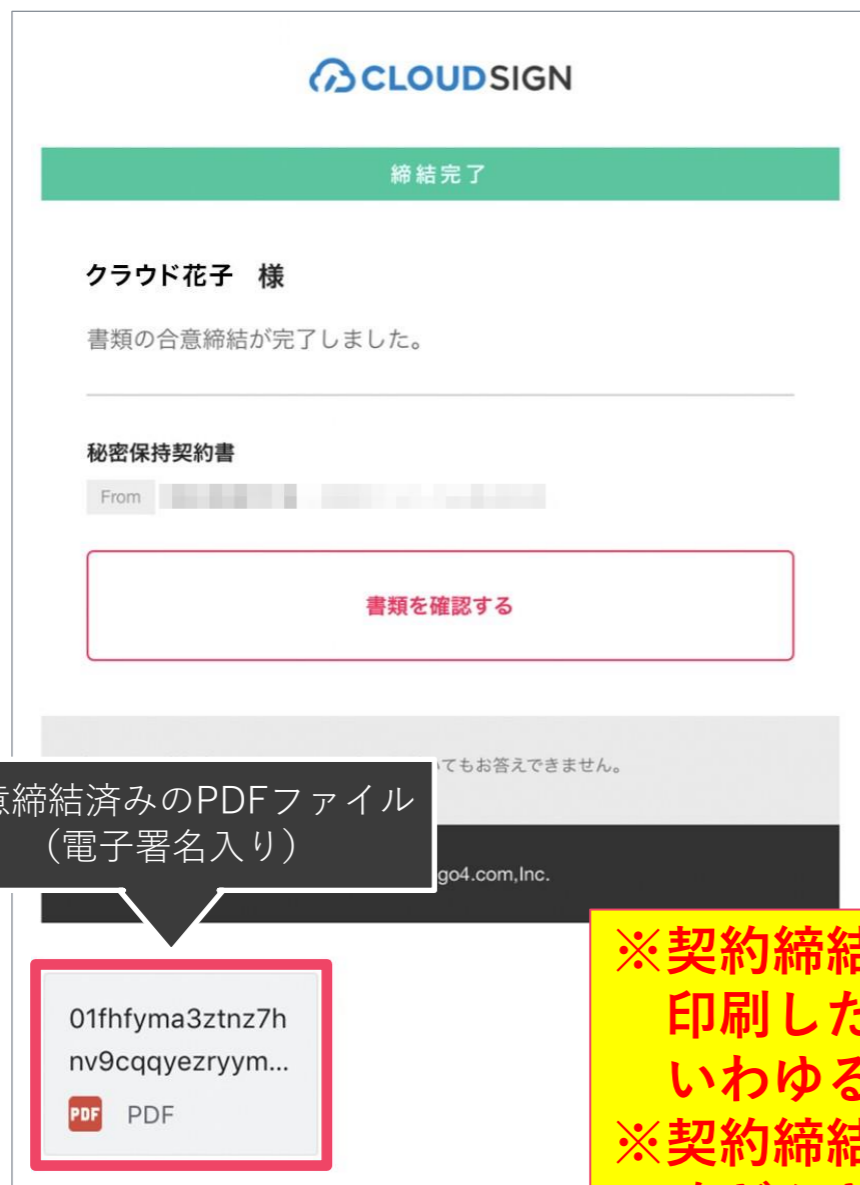 CLOUDSIGN
締結完了
クラウド花子 様
書類の合意締結が完了しました。
秘密保持契約書
From
書類を確認する
てもお答えできません。
締結済みのPDFファイル
（電子署名入り）
go4.com,Inc.
※契約締結
印刷した
いわゆる
※契約締結
01fhfyma3ztnz7h
nv9cqqyezryym...
PDF PDF